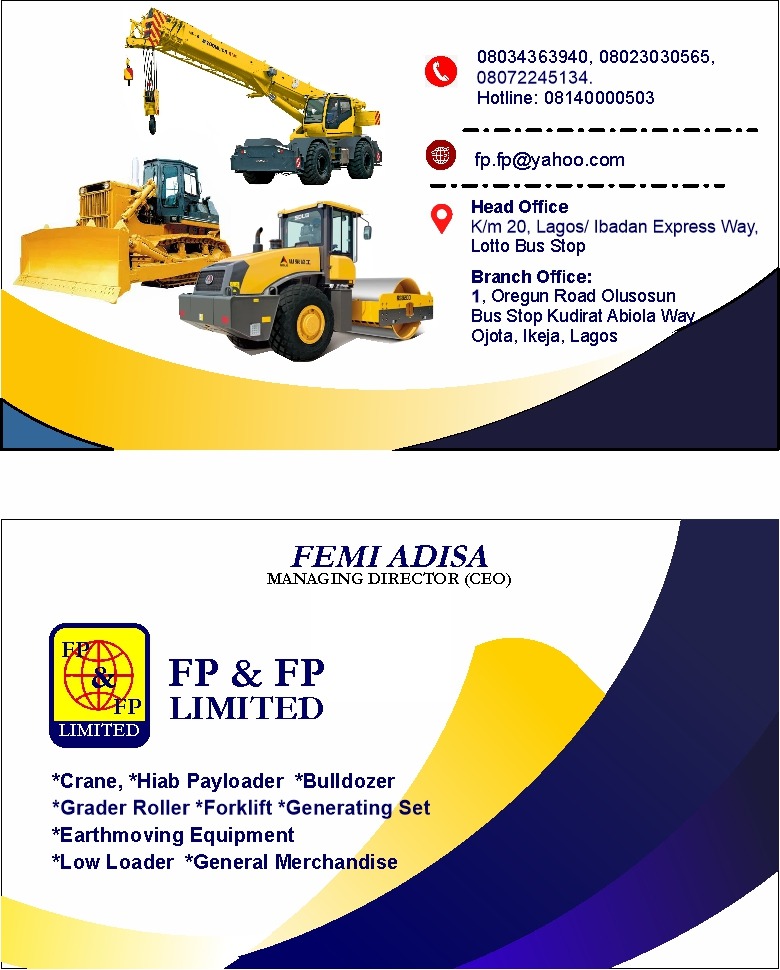 08034363940, 08023030565,
08072245134.
Hotline: 08140000503
fp.fp@yahoo.com
Head Office
K/m 20, Lagos/ Ibadan Express Way,
Lotto Bus Stop
Branch Office:
1, Oregun Road Olusosun
Bus Stop Kudirat Abiola Way
Ojota, Ikeja, Lagos
SDLG
FEMI ADISA
MANAGING DIRECTOR (CEO)
FP
&
FP
LIMITED
FP & FP
LIMITED
*Crane, *Hiab Payloader *Bulldozer
*Grader Roller *Forklift *Generating Set
*Earthmoving Equipment
*Low Loader *General Merchandise